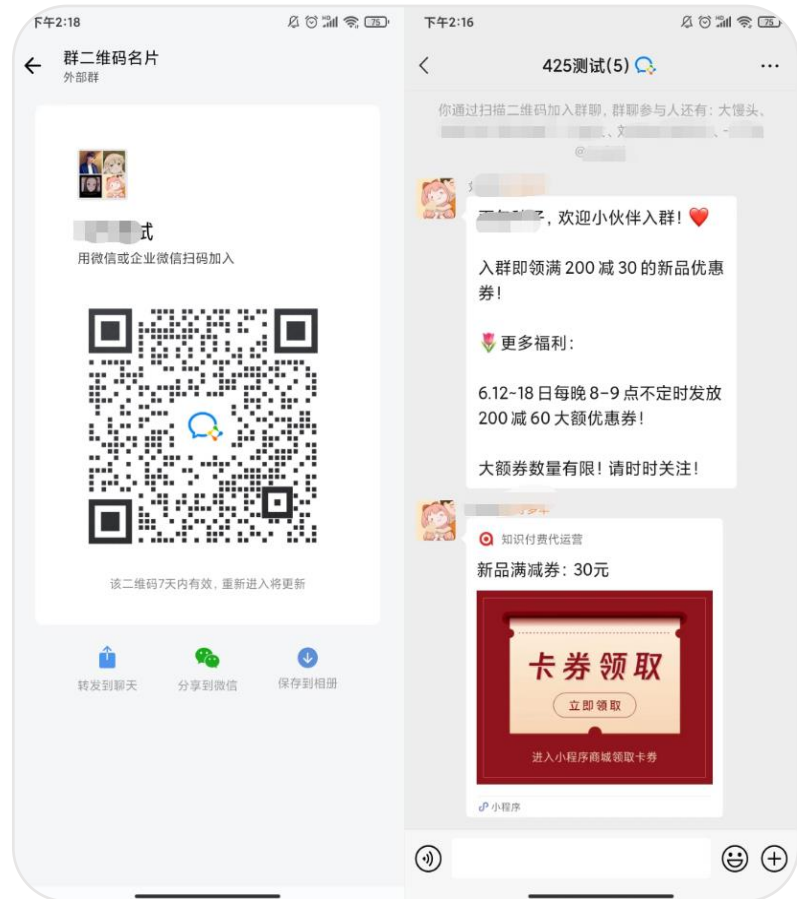 下午2:18
75
群二维码名片
外部群
试
用微信或企业微信扫码加入
该二维码7天内有效，重新进入将更新
转发到聊天
分享到微信
保存到相册
下午2:16
75
425测试(5)
你通过扫描二维码加入群聊，群聊参与人还有：大馒头、
、刘
@
，欢迎小伙伴入群！
入群即领满 200 减 30 的新品优惠
券！
更多福利：
6.12~18 日每晚 8-9 点不定时发放
200 减 60 大额优惠券！
大额券数量有限！请时时关注！
知识付费代运营
新品满减券：30元
卡券领取
立即领取
进入小程序商城领取卡券
小程序